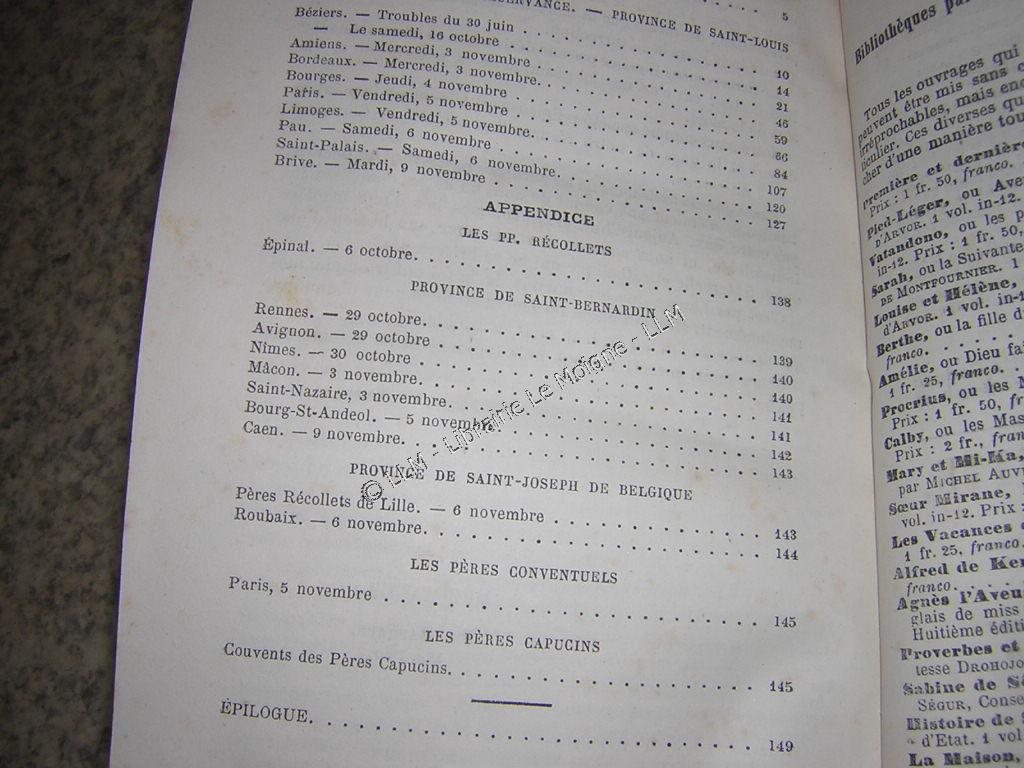 OBSERVANCE. — PROVINCE DE SAINT-LOUIS
5
Béziers. — Troubles du 30 juin . . . . . . . . . . 10
— Le samedi, 16 octobre . . . . . . . . . . 14
Amiens. — Mercredi, 3 novembre . . . . . . . . . . 21
Bordeaux. — Mercredi, 3 novembre. . . . . . . . . . 46
Bourges. — Jeudi, 4 novembre . . . . . . . . . . 59
Paris. — Vendredi, 5 novembre . . . . . . . . . . 66
Limoges. — Vendredi, 5 novembre. . . . . . . . . . 84
Pau. — Samedi, 6 novembre . . . . . . . . . . 107
Saint-Palais. — Samedi, 6 novembre. . . . . . . . . . 120
Brive. — Mardi, 9 novembre . . . . . . . . . . 127
APPENDICE
LES PP. RÉCOLLETS
Épinal. — 6 octobre. . . . . . . . . . 138
PROVINCE DE SAINT-BERNARDIN
Rennes. — 29 octobre. . . . . . . . . . 139
Avignon. — 29 octobre . . . . . . . . . . 140
Nîmes. — 30 octobre . . . . . . . . . . 140
Mâcon. — 3 novembre. . . . . . . . . . 141
Saint-Nazaire, 3 novembre. . . . . . . . . . 141
Bourg-St-Andeol. — 5 novembre. . . . . . . . . . 142
Caen. — 9 novembre. . . . . . . . . . 143
PROVINCE DE SAINT-JOSEPH DE BELGIQUE
Pères Récollets de Lille. — 6 novembre . . . . . . . . . . 143
Roubaix. — 6 novembre. . . . . . . . . . 144
LES PÈRES CONVENTUELS
Paris, 5 novembre . . . . . . . . . . 145
LES PÈRES CAPUCINS
Couvents des Pères Capucins. . . . . . . . . . 145
ÉPILOGUE. . . . . . . . . . 149
© LLM - Librairie Le Moigne - LLM
Bibliothèques
Tous les ouvrages qui
peuvent être mis sans
irréprochables, mais
ticulier. Ces diverses
cher d'une manière
Première et dernière
Prix : 1 fr. 50, franco.
Pied-Léger, ou
D'ARVOR. 1 vol. in-12.
Vatandono, ou les
in-12. Prix : 1 fr. 50,
Sarah, ou la Suivante
DE MONTFOURNIER. 1
Louise et Hélène,
d'ARVOR. 1 vol. in-1
Berthe, ou la fille
franco. . . . .
Amélie, ou Dieu
1 fr. 25, franco. .
Procrius, ou les
Prix : 1 fr. 50,
Calby, ou les
Prix : 2 fr.,
Mary et Mi-Ka,
par MICHEL
Sœur Mirane,
vol. in-12. Prix :
Les Vacances
1 fr. 25, franco
Alfred de
franco. . . . .
Agnès
glais de miss
Huitième
Proverbes et
tesse
Sabine de
SÉGUR,
Histoire de
d'Etat. 1 vol
La Maison,